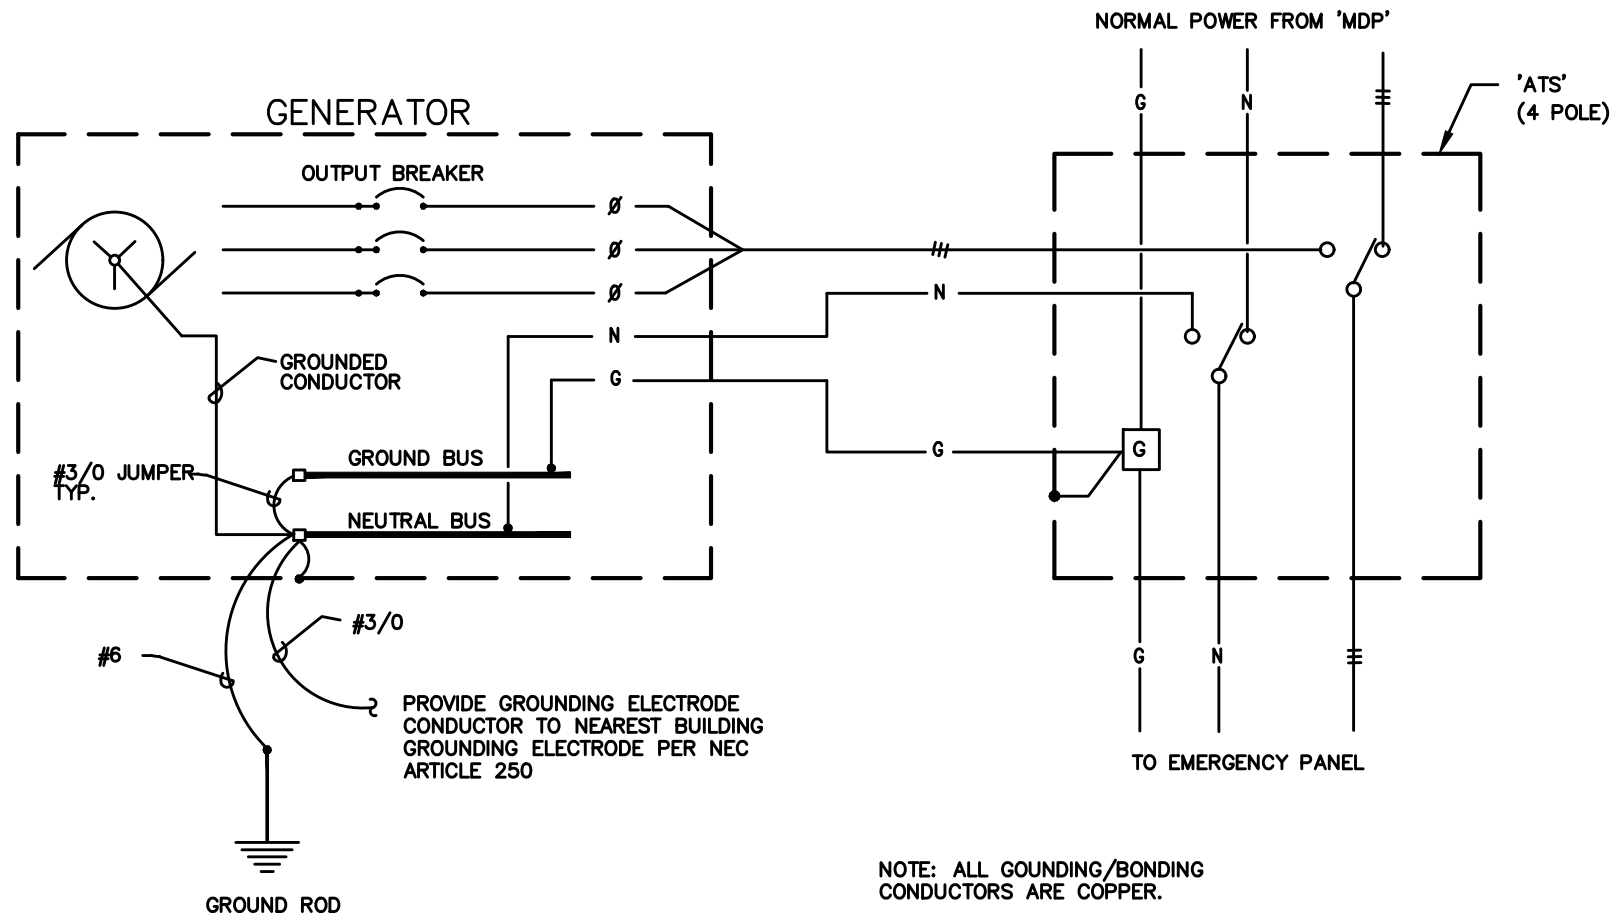 NORMAL POWER FROM 'MDP'
G
N
'ATS'
(4 POLE)
GENERATOR
OUTPUT BREAKER
Ø
Ø
Ø
N
N
GROUNDED
CONDUCTOR
G
G
G
GROUND BUS
#3/0 JUMPER
TYP.
NEUTRAL BUS
#3/0
#6
G
N
PROVIDE GROUNDING ELECTRODE
CONDUCTOR TO NEAREST BUILDING
GROUNDING ELECTRODE PER NEC
ARTICLE 250
TO EMERGENCY PANEL
NOTE: ALL GOUNDING/BONDING
CONDUCTORS ARE COPPER.
GROUND ROD